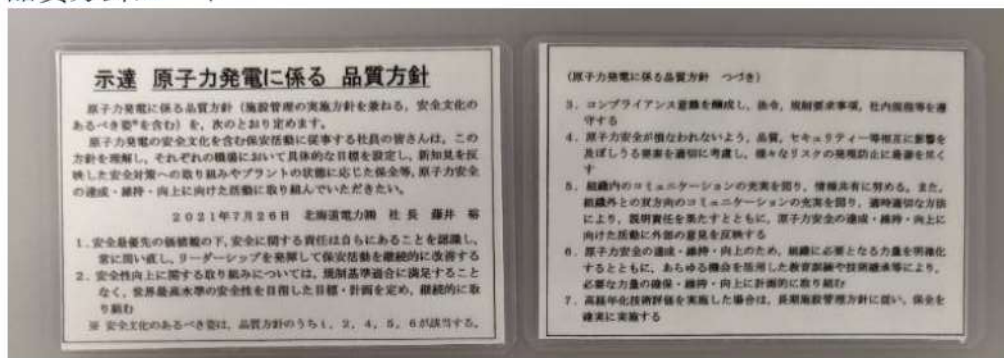 示達 原子力発電に係る 品質方針
原子力発電に係る品質方針（施設管理の実施方針を兼ねる、安全文化の
あるべき姿※を含む）を、次のとおり定めます。
原子力発電の安全文化を含む保安活動に従事する社員の皆さんは、この
方針を理解し、それぞれの職場において具体的な目標を設定し、新知見を反
映した安全対策への取り組みやプラントの状態に応じた保全等、原子力安全
の達成・維持・向上に向けた活動に取り組んでいただきたい。
2021年7月26日 北海道電力㈱ 社長 藤井 裕
1．安全最優先の価値観の下、安全に関する責任は自らにあることを認識し、
常に問い直し、リーダーシップを発揮して保安活動を継続的に改善する
2．安全性向上に関する取り組みについては、規制基準適合に満足すること
なく、世界最高水準の安全性を目指した目標・計画を定め、継続的に取
り組む
※ 安全文化のあるべき姿は、品質方針のうち1，2，4，5，6が該当する。
（原子力発電に係る品質方針 つづき）
3．コンプライアンス意識を醸成し、法令、規制要求事項、社内規程等を遵
守する
4．原子力安全が損なわれないよう、品質、セキュリティー等相互に影響を
及ぼしうる要素を適切に考慮し、様々なリスクの発現防止に最善を尽く
す
5．組織内のコミュニケーションの充実を図り、情報共有に努める。また、
組織外との双方向のコミュニケーションの充実を図り、適時適切な方法
により、説明責任を果たすとともに、原子力安全の達成・維持・向上に
向けた活動に外部の意見を反映する
6．原子力安全の達成・維持・向上のため、組織に必要となる力量を明確化
するとともに、あらゆる機会を活用した教育訓練や技術継承等により、
必要な力量の確保・維持・向上に計画的に取り組む
7．高経年化技術評価を実施した場合は、長期施設管理方針に従い、保全を
確実に実施する